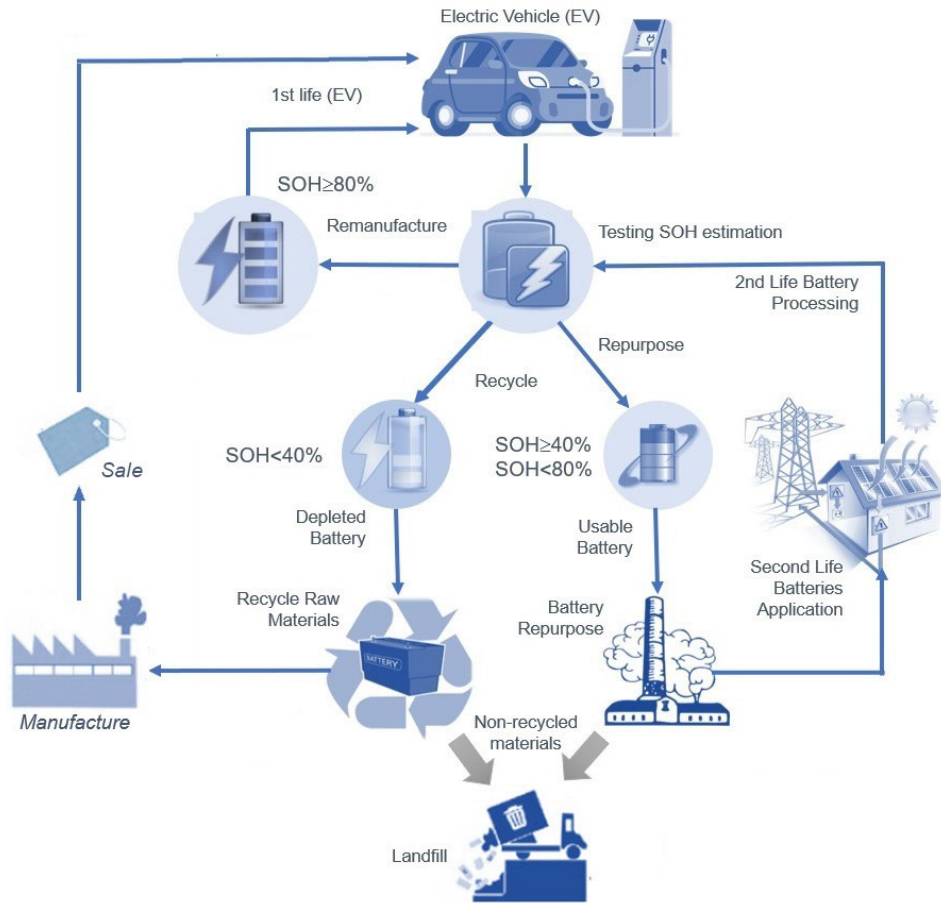 Electric Vehicle (EV)
1st life (EV)
SOH≥80%
Remanufacture
Testing SOH estimation
2nd Life Battery
Processing
Repurpose
Recycle
SOH<40%
SOH≥40%
SOH<80%
Sale
Depleted
Battery
Usable
Battery
Second Life
Batteries
Application
Recycle Raw
Materials
Battery
Repurpose
BATTERY
Manufacture
Non-recycled
materials
Landfill